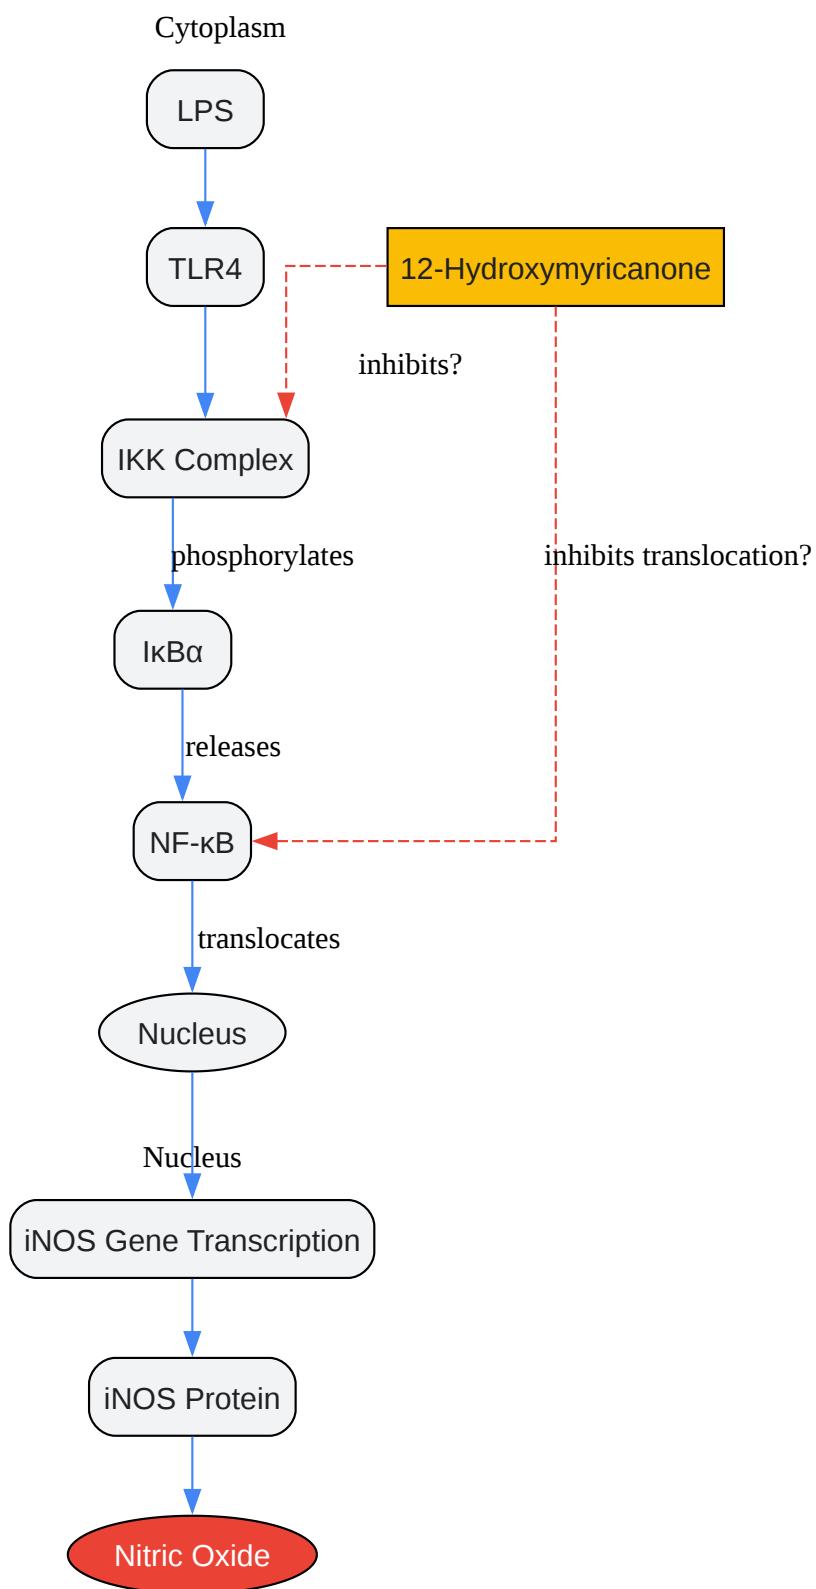 Cytoplasm
LPS
TLR4
12-Hydroxymyricanone
inhibits?
IKK Complex
phosphorylates
inhibits translocation?
IκBα
releases
NF-κB
translocates
Nucleus
Nucleus
iNOS Gene Transcription
iNOS Protein
Nitric Oxide